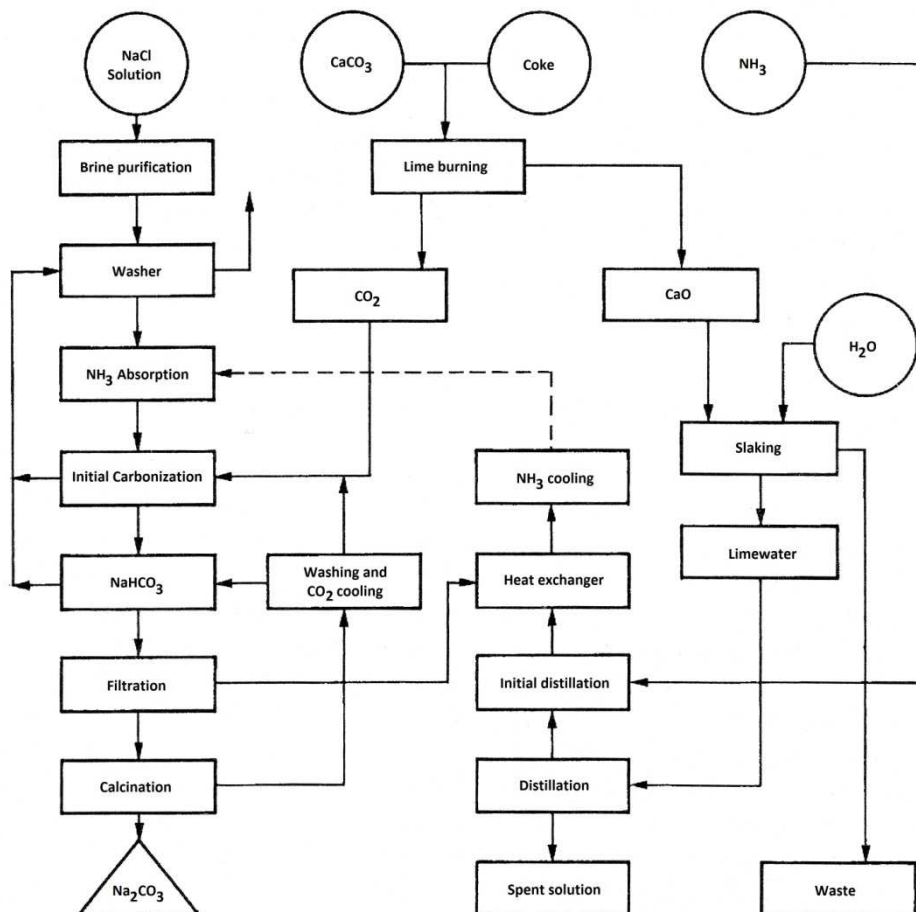 NaCl
Solution
CaCO3
Coke
NH3
Brine purification
Lime burning
Washer
CO2
CaO
H2O
NH3 Absorption
Slaking
Initial Carbonization
NH3 cooling
Limewater
NaHCO3
Washing and
CO2 cooling
Heat exchanger
Filtration
Initial distillation
Calcination
Distillation
Na2CO3
Spent solution
Waste